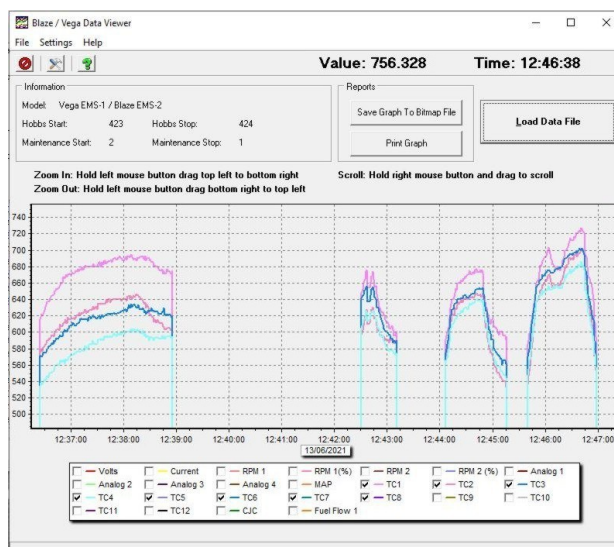 Blaze / Vega Data Viewer
File Settings Help
Value: 756.328 Time: 12:46:38
Information
Model: Vega EMS-1 / Blaze EMS-2
Hobbs Start: 423 Hobbs Stop: 424
Maintenance Start: 2 Maintenance Stop: 1
Reports
Save Graph To Bitmap File
Print Graph
Load Data File
Zoom In: Hold left mouse button drag top left to bottom right
Zoom Out: Hold left mouse button drag bottom right to top left
Scroll: Hold right mouse button and drag to scroll
740
720
700
680
660
640
620
600
580
560
540
520
500
12:37:00 12:38:00 12:39:00 12:40:00 12:41:00 12:42:00 12:43:00 12:44:00 12:45:00 12:46:00 12:47:00
13/06/2021
Volts Current RPM 1 RPM 1(%) RPM 2 RPM 2 (%) Analog 1
Analog 2 Analog 3 Analog 4 MAP TC1 TC2 TC3
TC4 TC5 TC6 TC7 TC8 TC9 TC10
TC11 TC12 CJC Fuel Flow 1